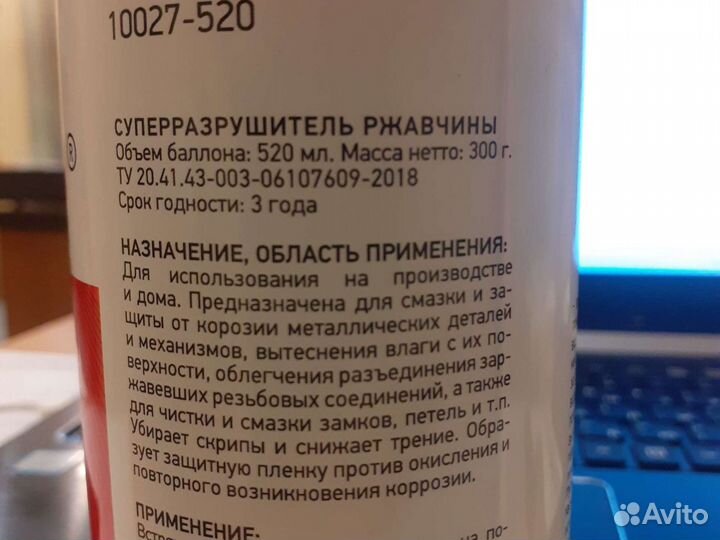 10027-520
®
СУПЕРРАЗРУШИТЕЛЬ РЖАВЧИНЫ
Объем баллона: 520 мл. Масса нетто: 300 г.
ТУ 20.41.43-003-06107609-2018
Срок годности: 3 года
НАЗНАЧЕНИЕ, ОБЛАСТЬ ПРИМЕНЕНИЯ:
Для использования на производстве
и дома. Предназначена для смазки и за-
щиты от корозии металлических деталей
и механизмов, вытеснения влаги с их по-
верхности, облегчения разъединения зар-
жавевших резьбовых соединений, а также
для чистки и смазки замков, петель и т.п.
Убирает скрипы и снижает трение. Обра-
зует защитную пленку против окисления и
повторного возникновения коррозии.
ПРИМЕНЕНИЕ:
на по-
Avito